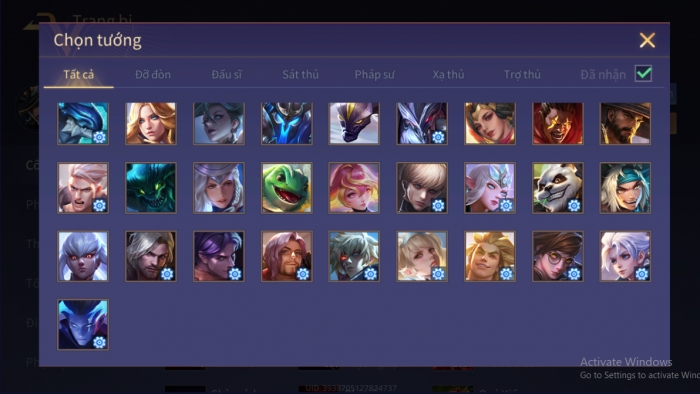 Trang bị
Chọn tướng
Tất cả
Đỡ đòn
Đấu sĩ
Sát thủ
Pháp sư
Xạ thủ
Trợ thủ
Đã nhận
Activate Windows
Go to Settings to activate Win